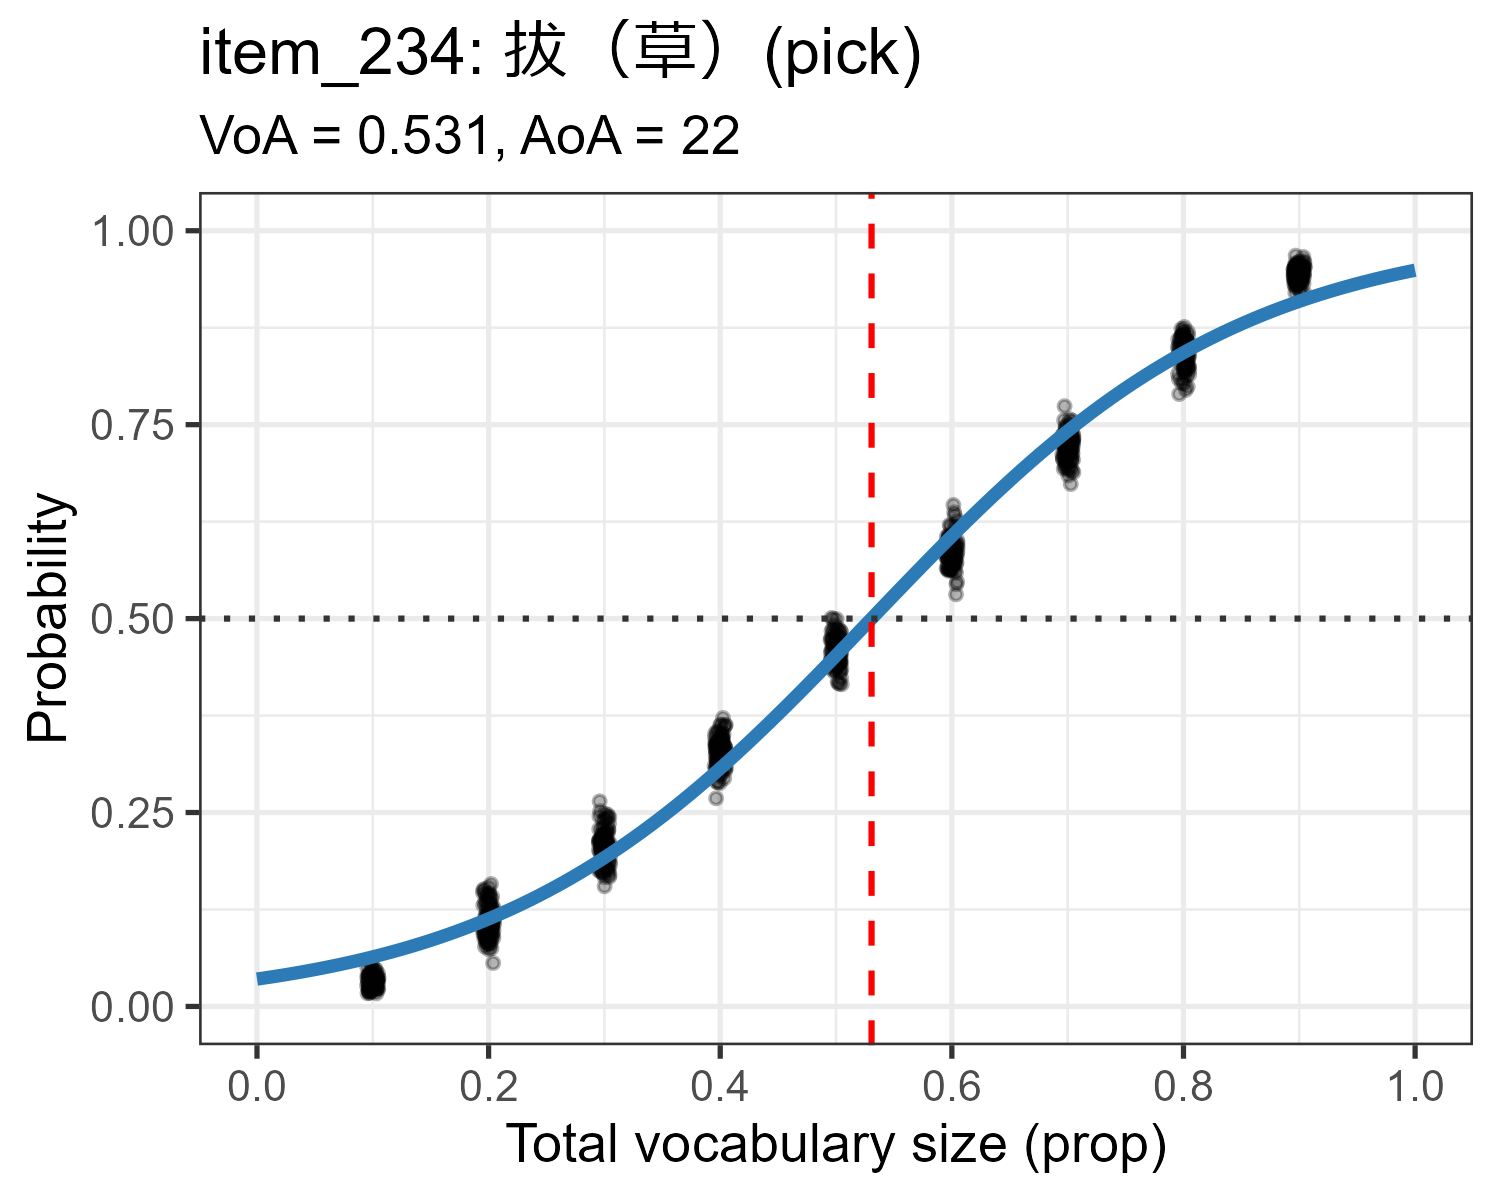 item_234: 拔（草）(pick)
VoA = 0.531, AoA = 22
1.00
0.75
0.50
0.25
0.00
Probability
0.0 0.2 0.4 0.6 0.8 1.0
Total vocabulary size (prop)